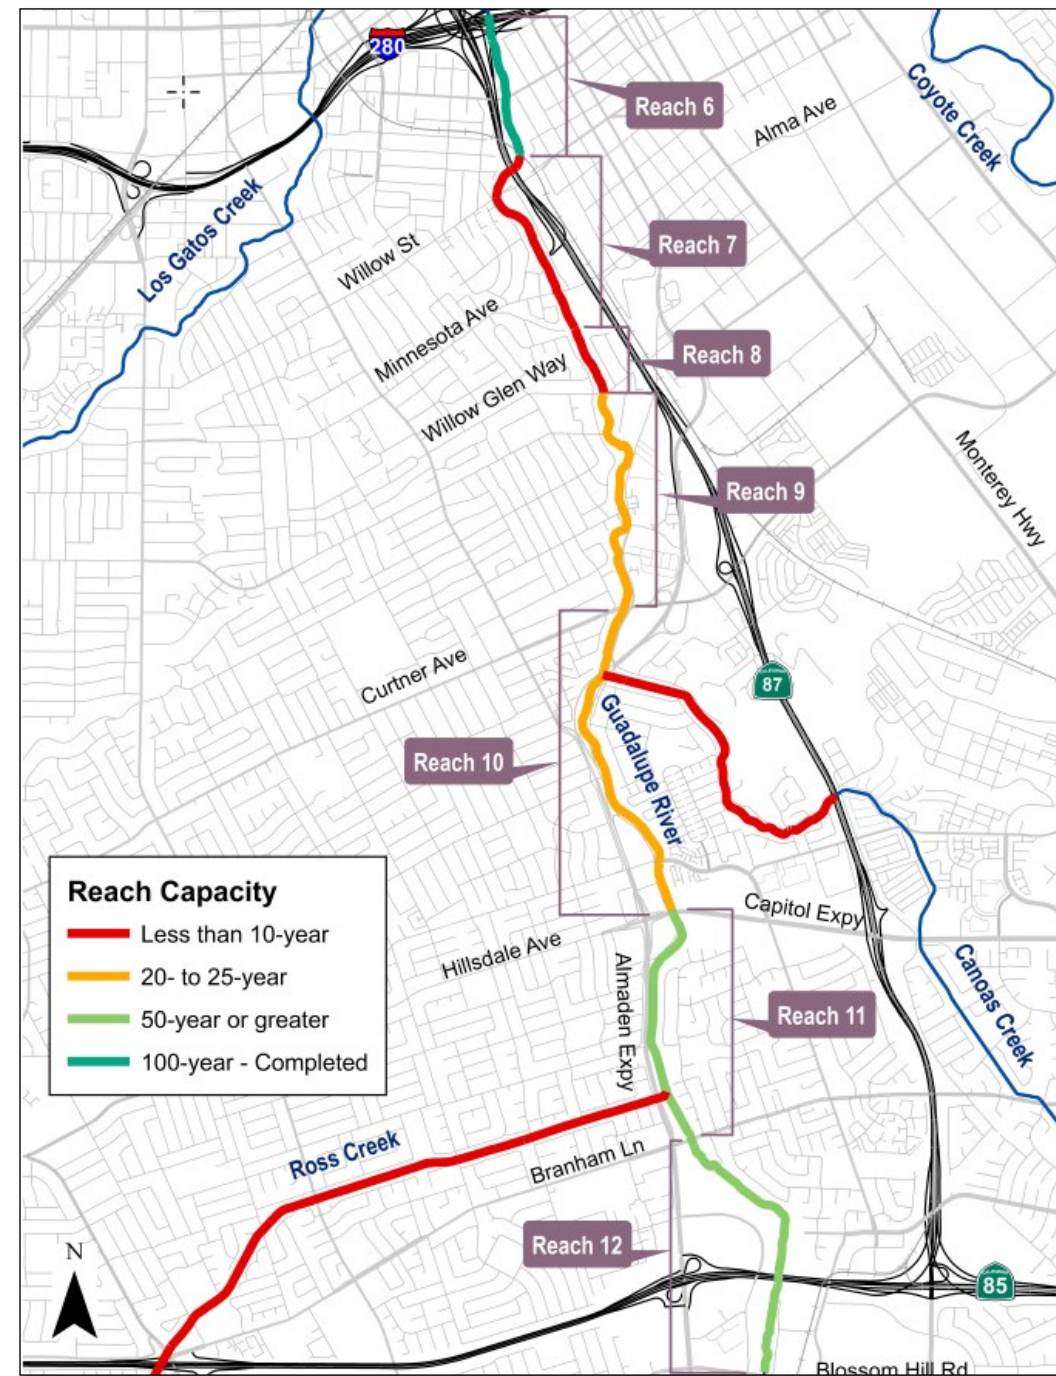 280
Reach 6
Coyote Creek
Alma Ave
Los Gatos Creek
Willow St
Reach 7
Minnesota Ave
Reach 8
Willow Glen Way
Monterey Hwy
Reach 9
Curtner Ave
CALIFORNIA
87
Guadalupe River
Reach 10
Reach Capacity
Less than 10-year
20- to 25-year
50-year or greater
100-year - Completed
Capitol Expy
Hillsdale Ave
Almaden Expy
Canoas Creek
Reach 11
Ross Creek
Branham Ln
Reach 12
N
CALIFORNIA
85
Blossom Hill Rd